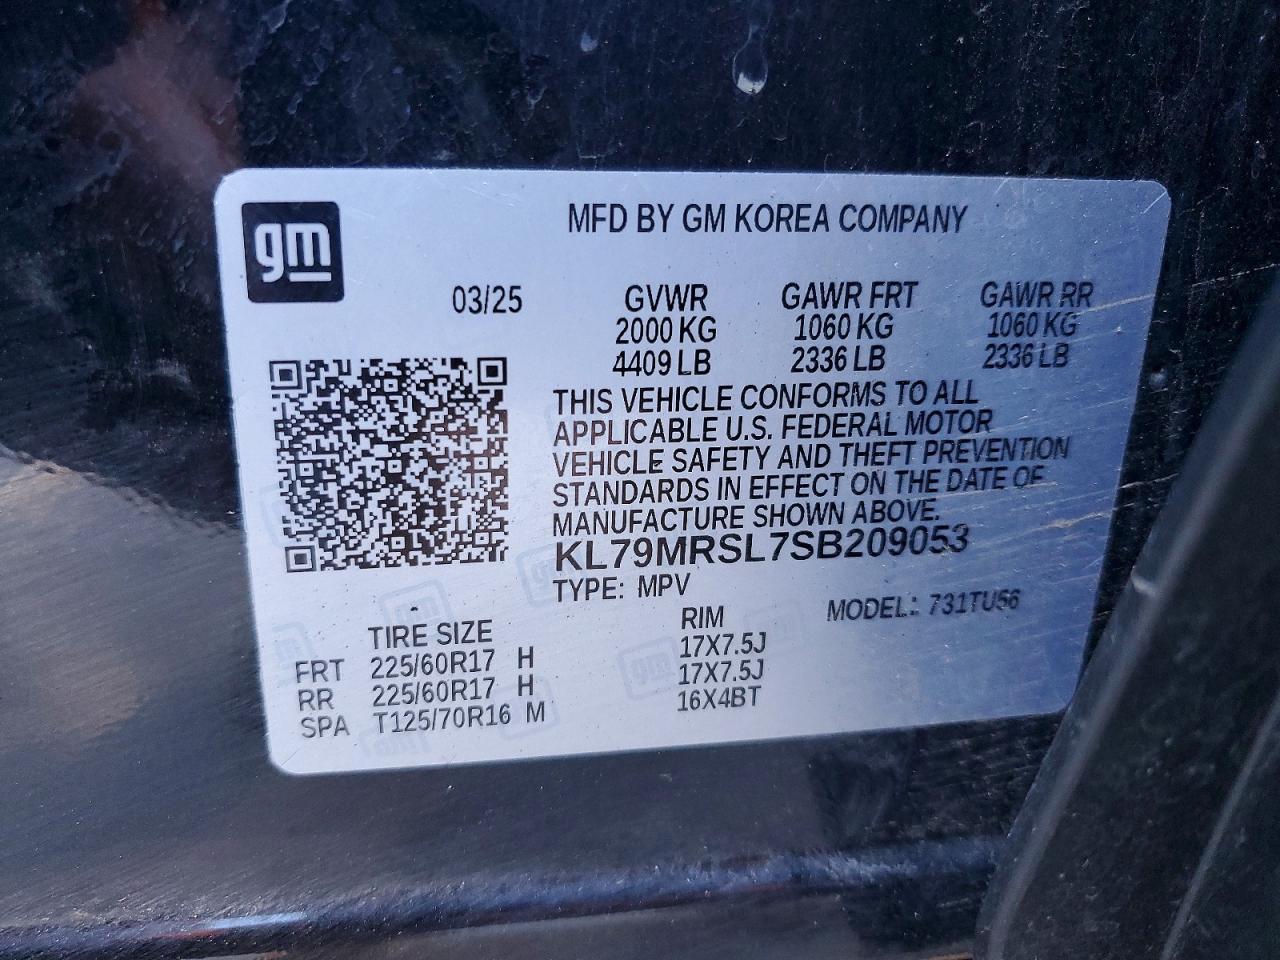 gm
MFD BY GM KOREA COMPANY
03/25 GVWR GAWR FRT GAWR RR
2000 KG 1060 KG 1060 KG
4409 LB 2336 LB 2336 LB
THIS VEHICLE CONFORMS TO ALL
APPLICABLE U.S. FEDERAL MOTOR
VEHICLE SAFETY AND THEFT PREVENTION
STANDARDS IN EFFECT ON THE DATE OF
MANUFACTURE SHOWN ABOVE.
KL79MRSL7SB209053
TYPE: MPV MODEL: 731TU56
TIRE SIZE RIM
FRT 225/60R17 H 17X7.5J
RR 225/60R17 H 17X7.5J
SPA T125/70R16 M 16X4BT